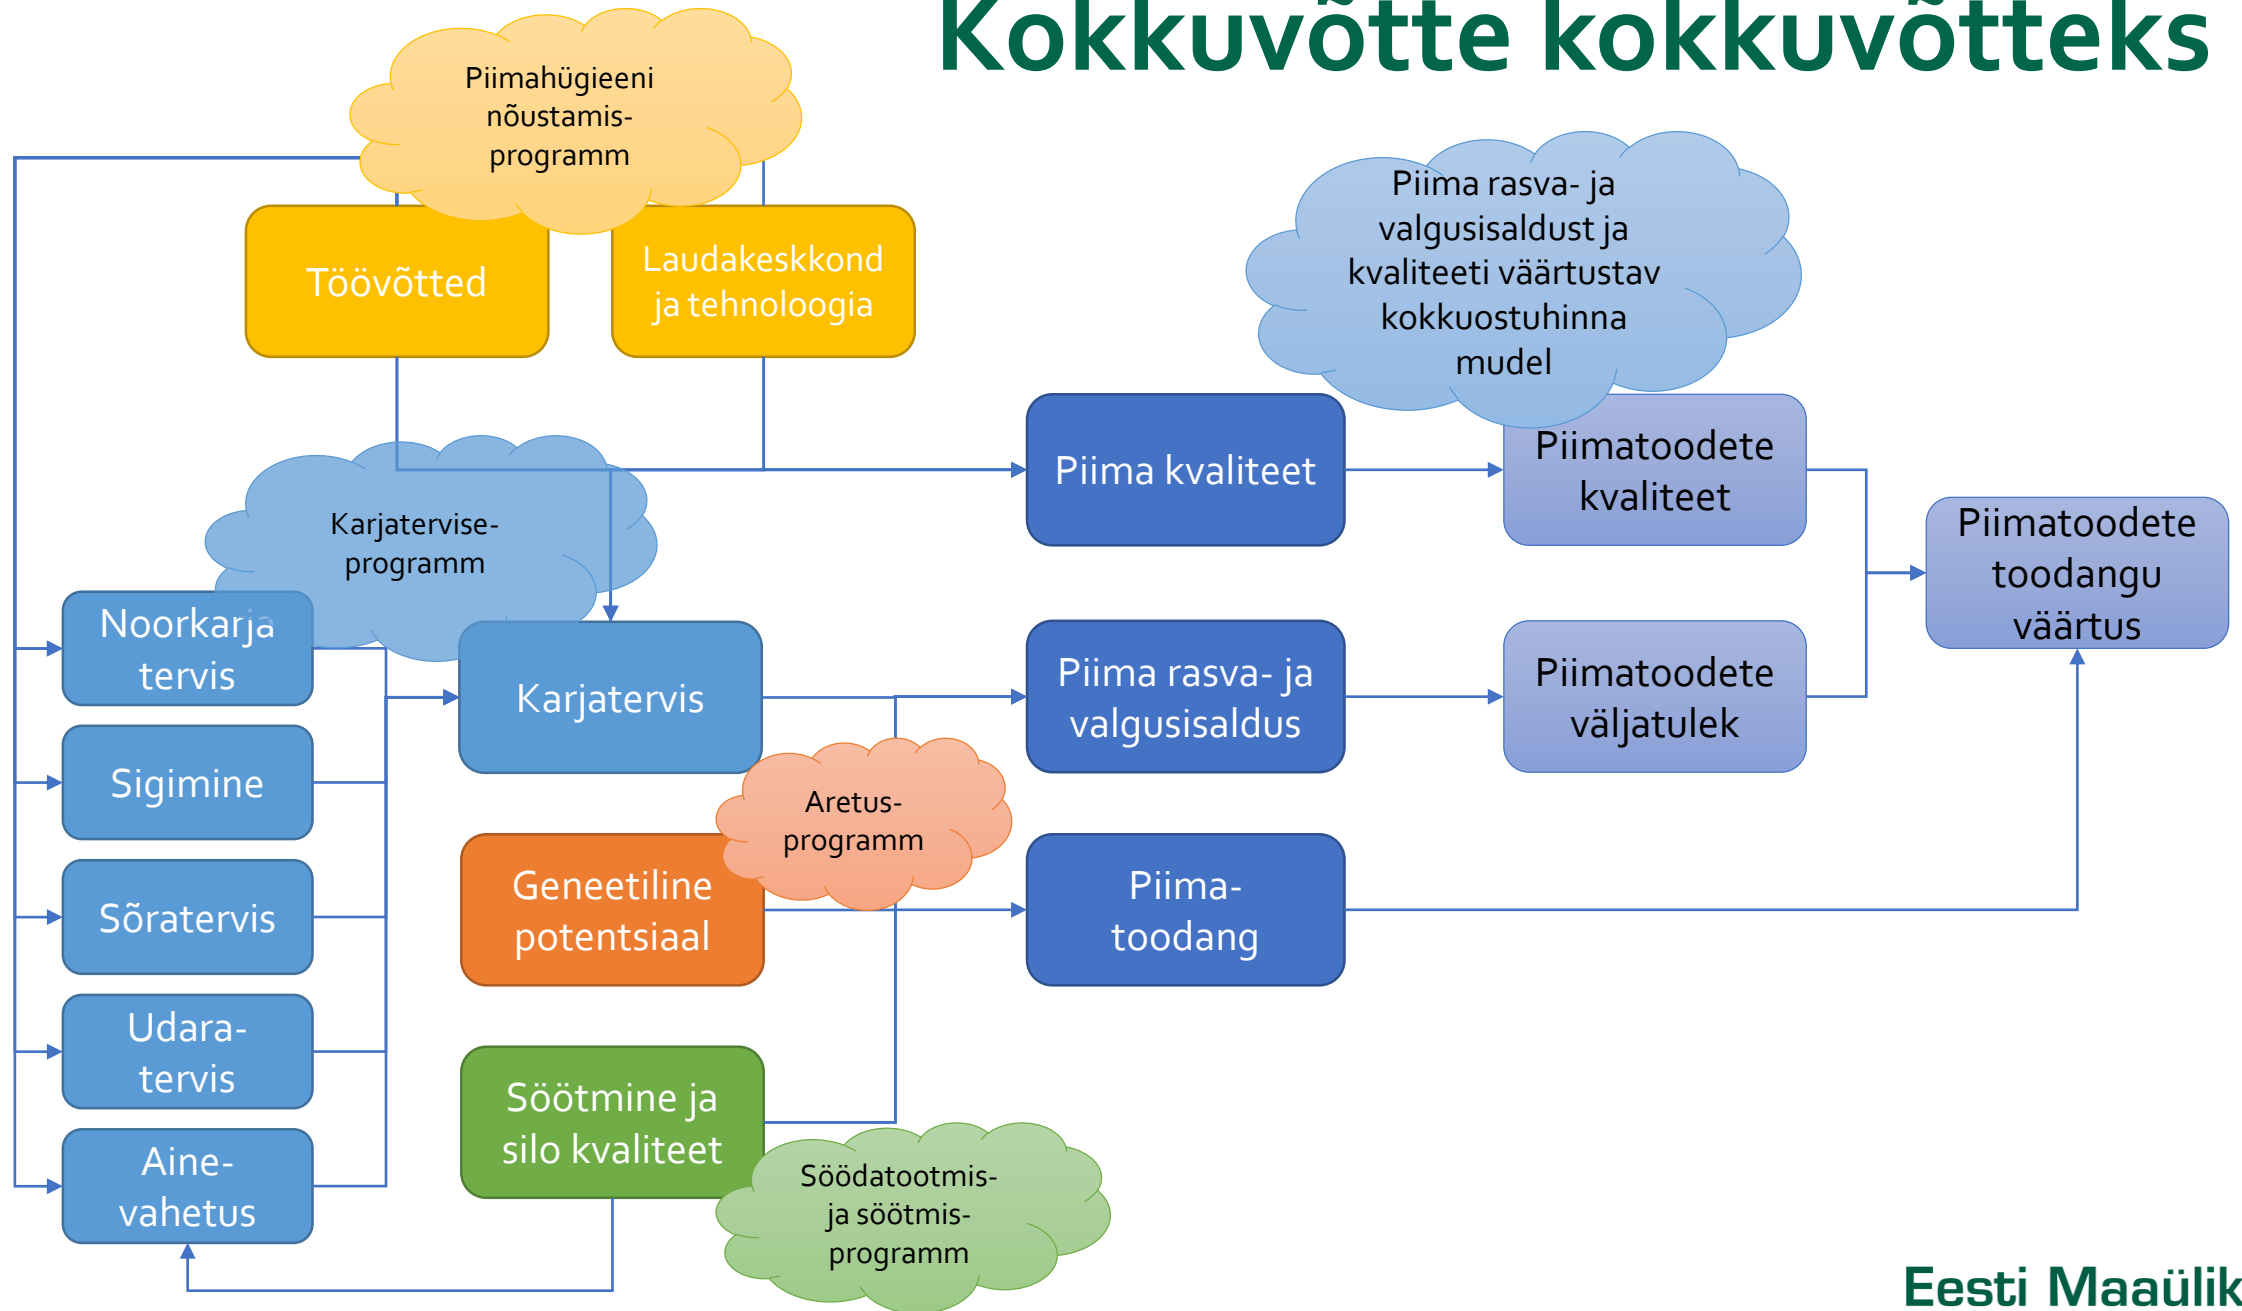 Kokkuvõtte kokkuvõtteks
Piimahügieeni
nõustamis-
programm
Töövõtted
Laudakeskkond
ja tehnoloogia
Piima rasva- ja
valgusisaldust ja
kvaliteeti väärtustav
kokkuostuhinna
mudel
Karjatervise-
programm
Piima kvaliteet
Piimatoodete
kvaliteet
Piimatoodete
toodangu
väärtus
Noorkarja
tervis
Karjatervis
Piima rasva- ja
valgusisaldus
Piimatoodete
väljatulek
Sigimine
Aretus-
programm
Sõratervis
Geneetiline
potentsiaal
Piima-
toodang
Udara-
tervis
Söötmine ja
silo kvaliteet
Aine-
vahetus
Söödatootmis-
ja söötmis-
programm
Eesti Maaülik